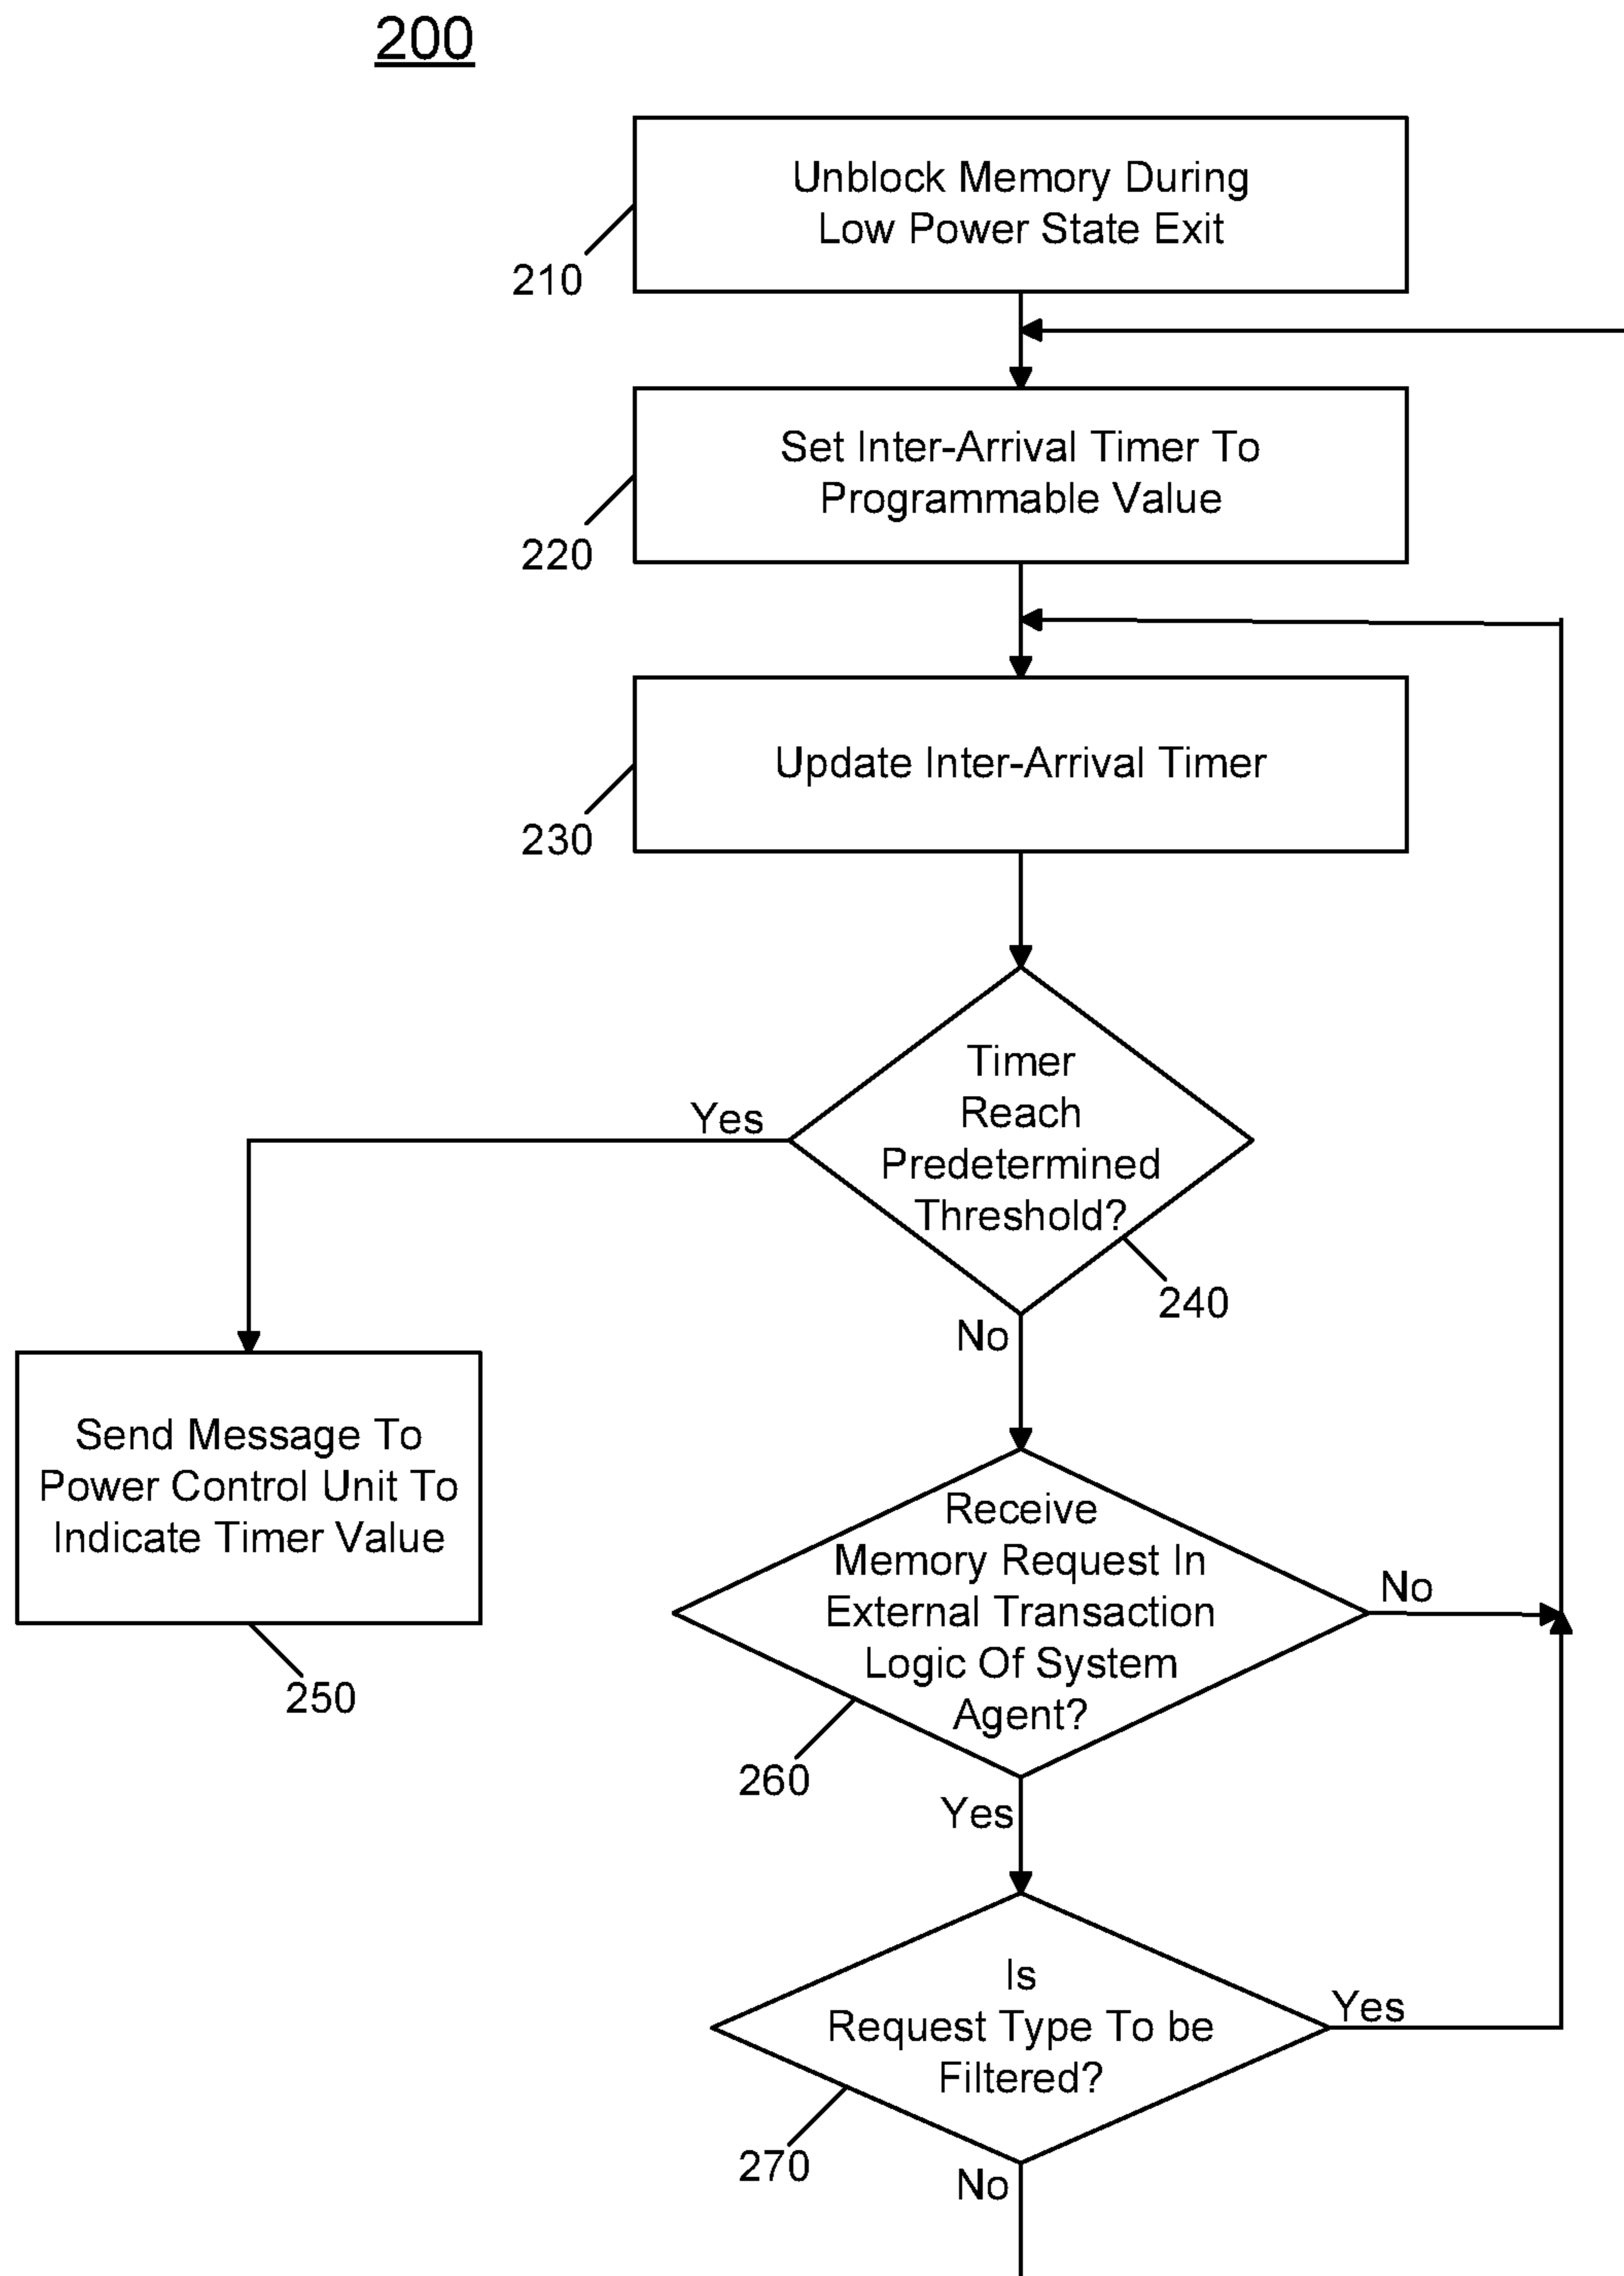 200
Unblock Memory During
Low Power State Exit
210
Set Inter-Arrival Timer To
Programmable Value
220
Update Inter-Arrival Timer
230
Timer
Reach
Predetermined
Threshold?
Yes
240
No
Send Message To
Power Control Unit To
Indicate Timer Value
250
Receive
Memory Request In
External Transaction
Logic Of System
Agent?
No
260
Yes
Is
Request Type To be
Filtered?
Yes
270
No